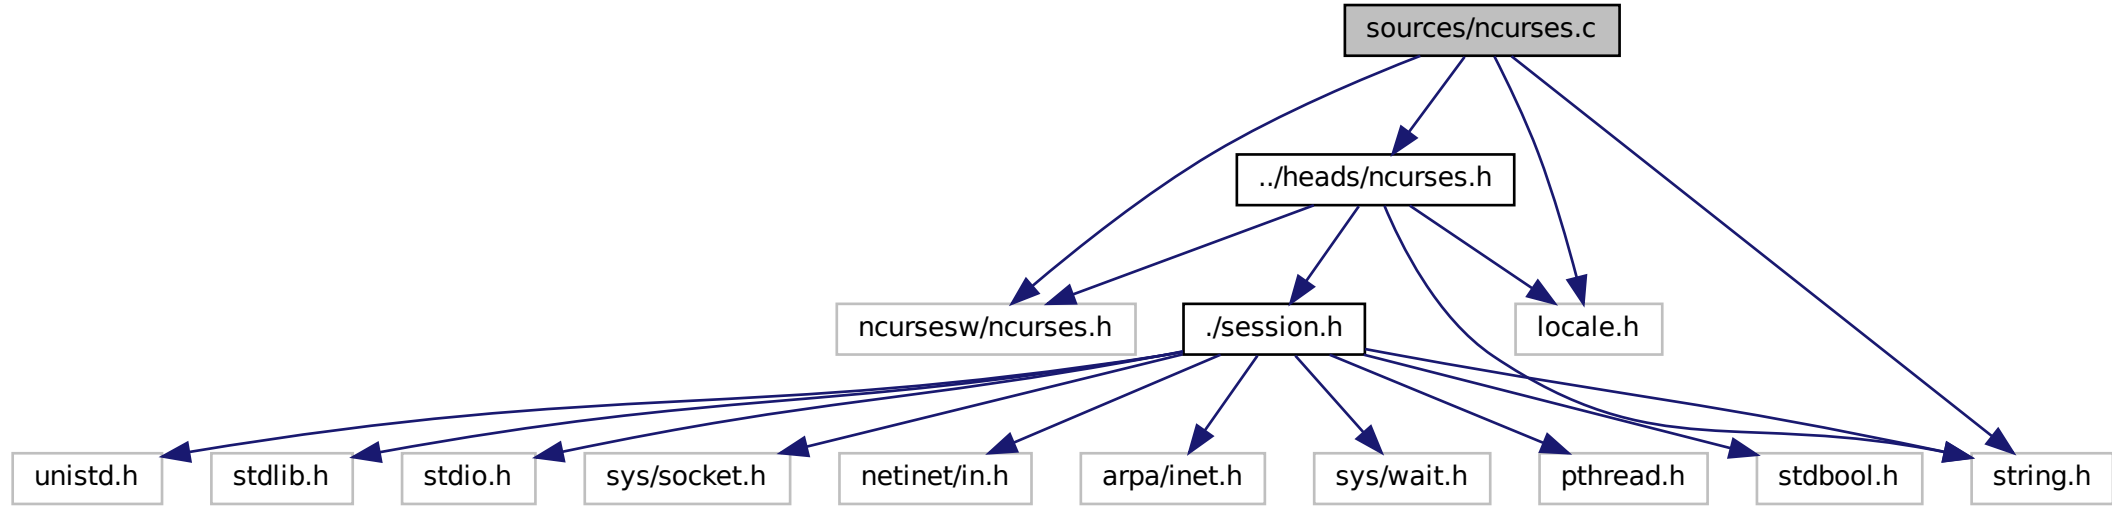 sources/ncurses.c
../heads/ncurses.h
ncursesw/ncurses.h
./session.h
locale.h
unistd.h
stdlib.h
stdio.h
sys/socket.h
netinet/in.h
arpa/inet.h
sys/wait.h
pthread.h
stdbool.h
string.h